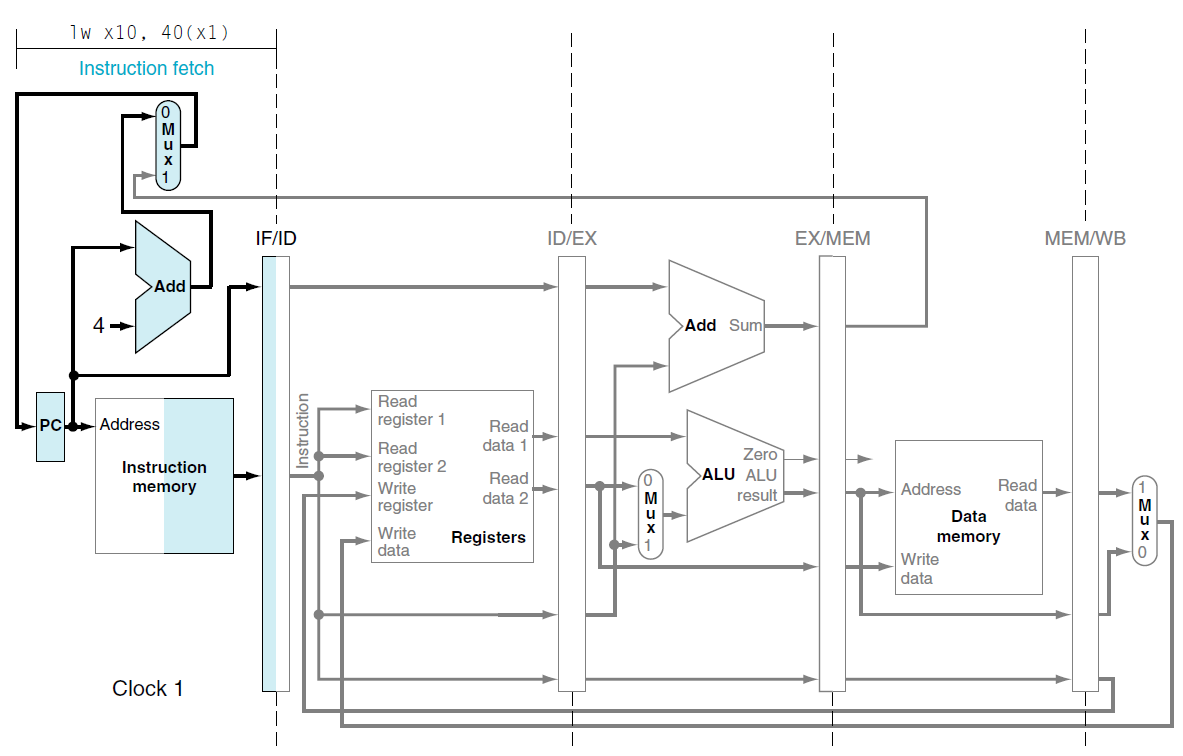 lw x10, 40(x1)
Instruction fetch
0
M
u
x
1
IF/ID
ID/EX
EX/MEM
MEM/WB
Add
4
Add Sum
PC
Address
Instruction
memory
Instruction
Read
register 1
Read
register 2
Write
register
Write
data
Read
data 1
Read
data 2
Registers
0
M
u
x
1
Zero
ALU ALU
result
Address
Read
data
Data
memory
Write
data
1
M
u
x
0
Clock 1